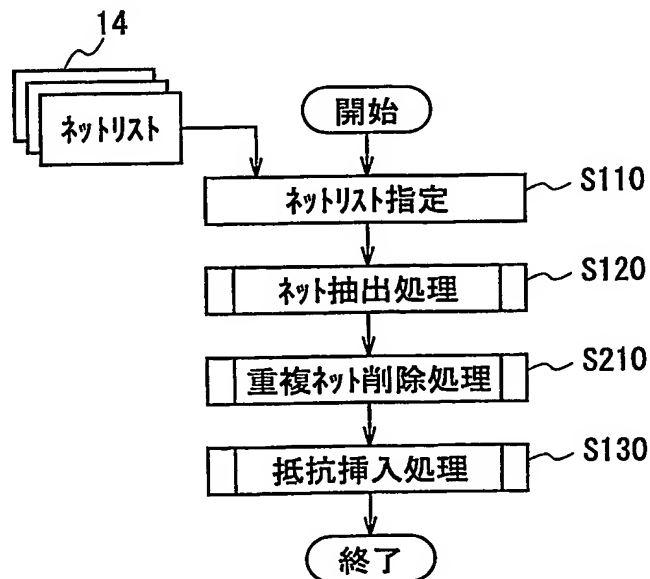 14
ネットリスト
開始
ネットリスト指定
S110
ネット抽出処理
S120
重複ネット削除処理
S210
抵抗挿入処理
S130
終了